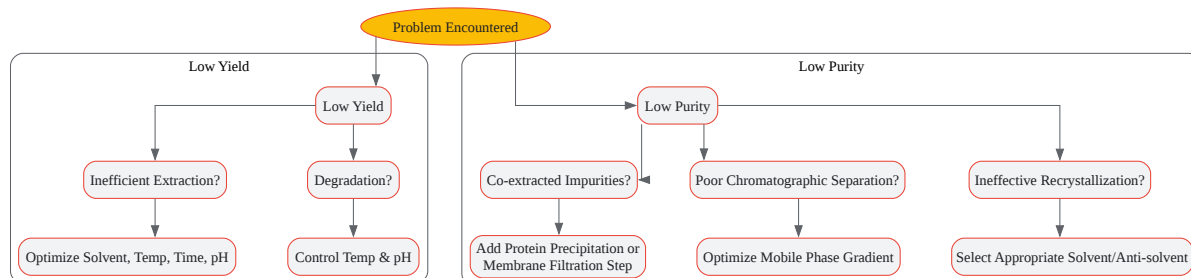 Problem Encountered
Low Yield
Low Purity
Low Yield
Low Purity
Inefficient Extraction?
Degradation?
Co-extracted Impurities?
Poor Chromatographic Separation?
Ineffective Recrystallization?
Optimize Solvent, Temp, Time, pH
Control Temp & pH
Add Protein Precipitation or
Membrane Filtration Step
Optimize Mobile Phase Gradient
Select Appropriate Solvent/Anti-solvent